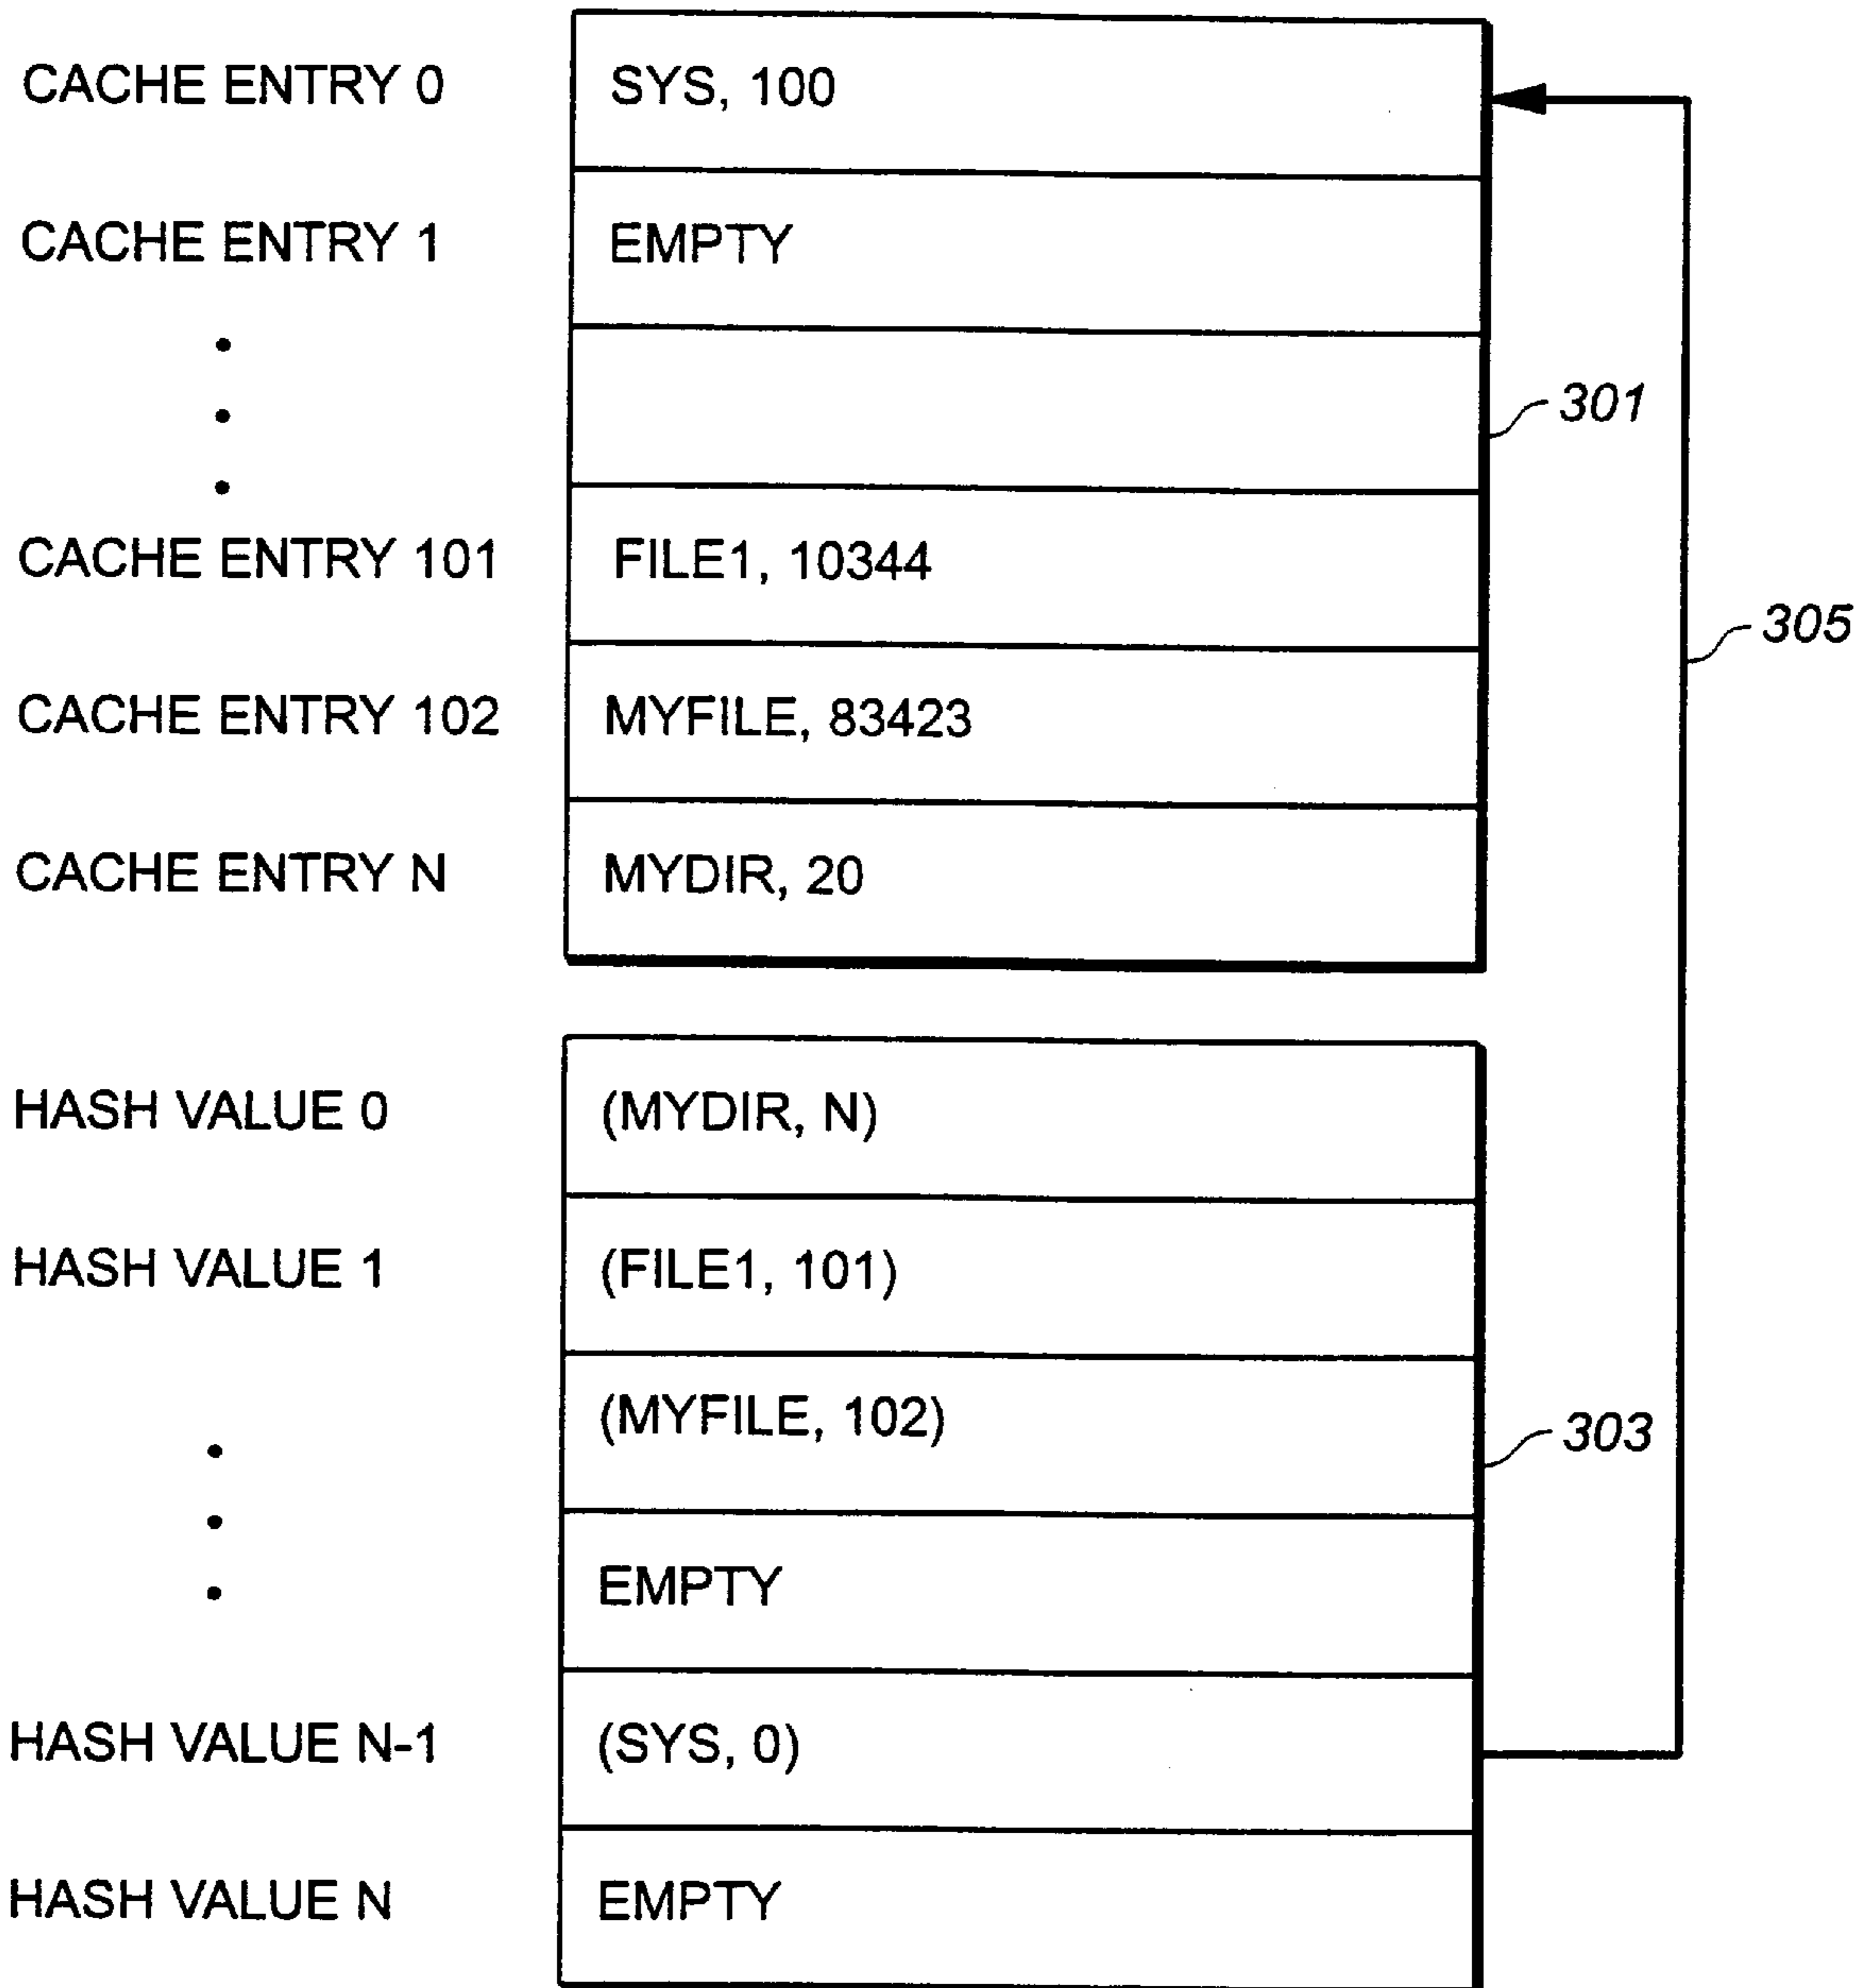 CACHE ENTRY 0 SYS, 100
CACHE ENTRY 1 EMPTY
301
CACHE ENTRY 101 FILE1, 10344
305
CACHE ENTRY 102 MYFILE, 83423
CACHE ENTRY N MYDIR, 20
HASH VALUE 0 (MYDIR, N)
HASH VALUE 1 (FILE1, 101)
(MYFILE, 102)
303
EMPTY
HASH VALUE N-1 (SYS, 0)
HASH VALUE N EMPTY